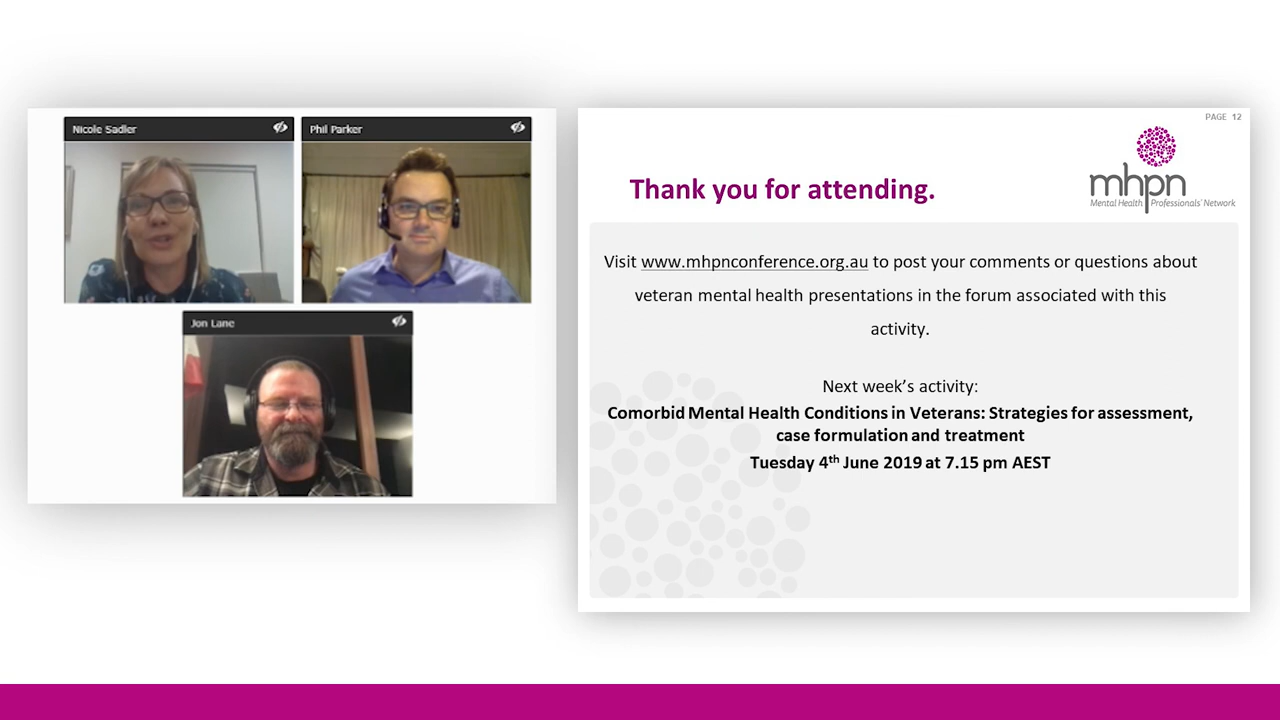 Nicole Sadler
Phil Parker
Jon Lane
PAGE 12
mhpn
Mental Health Professionals' Network
Thank you for attending.
Visit www.mhpnconference.org.au to post your comments or questions about
veteran mental health presentations in the forum associated with this
activity.
Next week's activity:
Comorbid Mental Health Conditions in Veterans: Strategies for assessment,
case formulation and treatment
Tuesday 4th June 2019 at 7.15 pm AEST